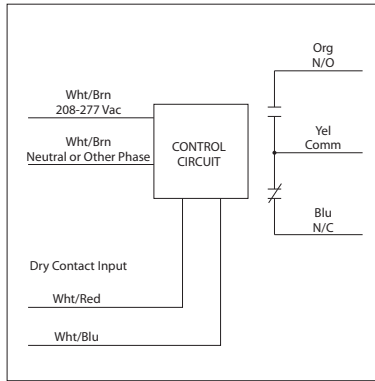 Org
N/O
Wht/Brn
208-277 Vac
Wht/Brn
Neutral or Other Phase
CONTROL
CIRCUIT
Yel
Comm
Blu
N/C
Dry Contact Input
Wht/Red
Wht/Blu